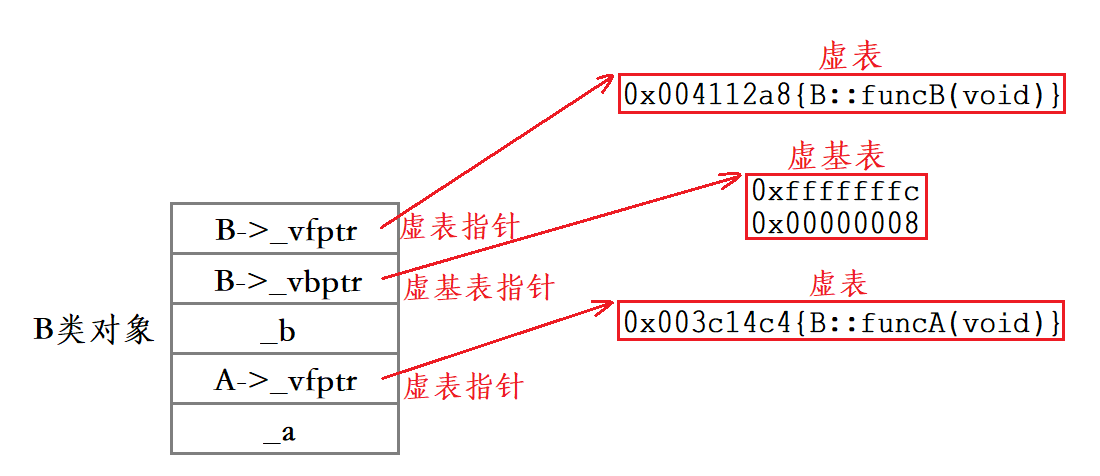 虚表
0x004112a8{B::funcB(void)}
虚基表
0xfffffffc
0x00000008
B->_vfptr
虚表指针
B->_vbptr
虚基表指针
虚表
0x003c14c4{B::funcA(void)}
B类对象
_b
A->_vfptr
虚表指针
_a